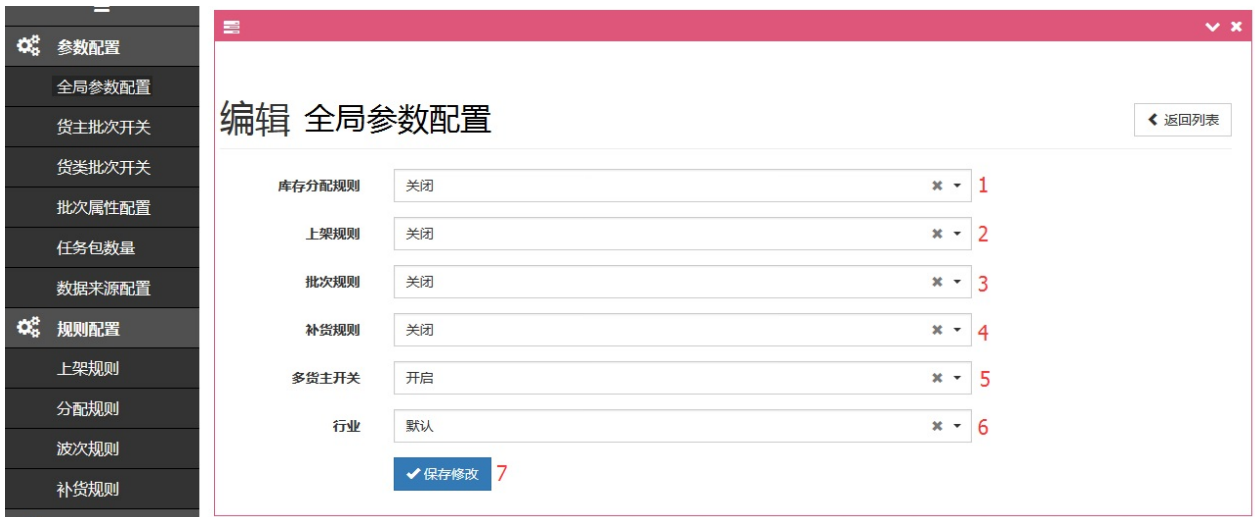 参数配置
全局参数配置
货主批次开关
货类批次开关
批次属性配置
任务包数量
数据来源配置
规则配置
上架规则
分配规则
波次规则
补货规则
编辑 全局参数配置
返回列表
库存分配规则 关闭 1
上架规则 关闭 2
批次规则 关闭 3
补货规则 关闭 4
多货主开关 开启 5
行业 默认 6
保存修改 7